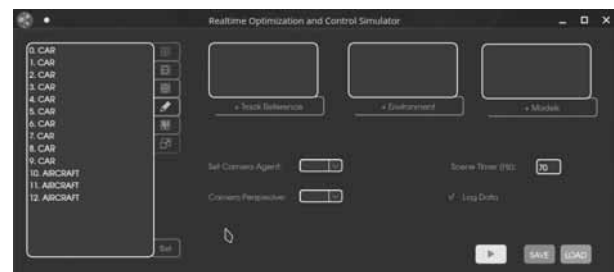 Realtime Optimization and Control Simulator
0. CAR
1. CAR
2. CAR
3. CAR
4. CAR
5. CAR
6. CAR
7. CAR
8. CAR
9. CAR
10. AIRCRAFT
11. AIRCRAFT
12. AIRCRAFT
+ Track Reference
+ Environment
+ Models
Set Camera Agent:
Scene Timer (Hz):
70
Camera Perspective:
✓ Log Data
Set
SAVE
LOAD